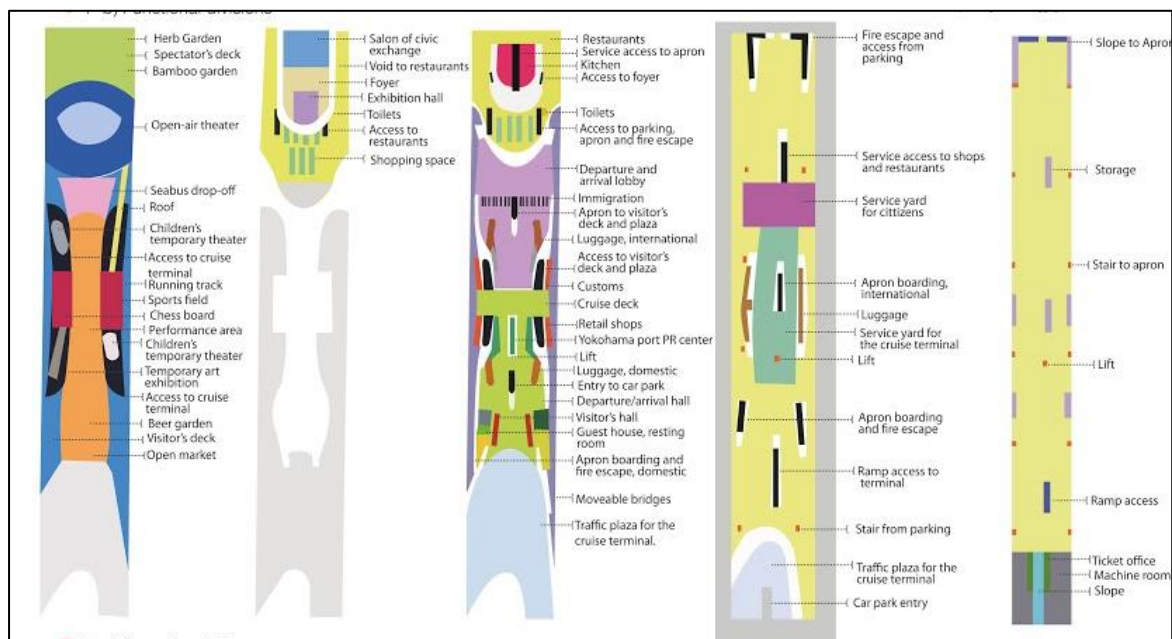 Herb Garden
Spectator's deck
Bamboo garden
Open-air theater
Seabus drop-off
Roof
Children's
temporary theater
Access to cruise
terminal
Running track
Sports field
Chess board
Performance area
Children's
temporary theater
Temporary art
exhibition
Access to cruise
terminal
Beer garden
Visitor's deck
Open market
Salon of civic
exchange
Void to restaurants
Foyer
Exhibition hall
Toilets
Access to
restaurants
Shopping space
Restaurants
Service access to apron
Kitchen
Access to foyer
Toilets
Access to parking,
apron and fire escape
Departure and
arrival lobby
Immigration
Apron to visitor's
deck and plaza
Luggage, international
Access to visitor's
deck and plaza
Customs
Cruise deck
Retail shops
Yokohama port PR center
Lift
Luggage, domestic
Entry to car park
Departure/arrival hall
Visitor's hall
Guest house, resting
room
Apron boarding and
fire escape, domestic
Moveable bridges
Traffic plaza for the
cruise terminal.
Fire escape and
access from
parking
Service access to shops
and restaurants
Service yard
for cittizens
Apron boarding,
international
Luggage
Service yard for
the cruise terminal
Lift
Apron boarding
and fire escape
Ramp access to
terminal
Stair from parking
Traffic plaza for the
cruise terminal
Car park entry
Slope to Apron
Storage
Stair to apron
Lift
Ramp access
Ticket office
Machine room
Slope